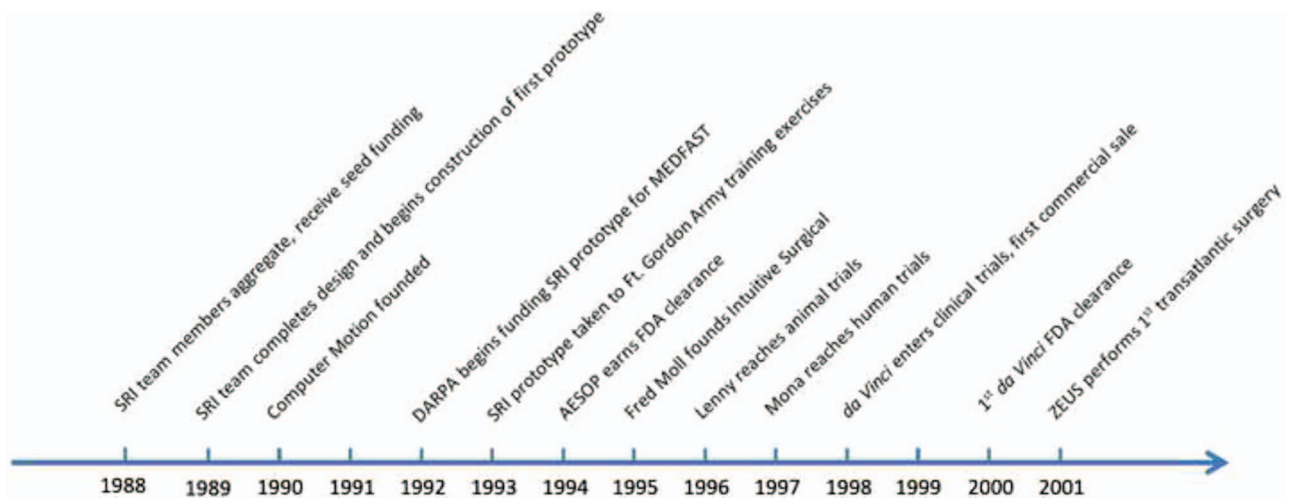 SRI team members aggregate, receive seed funding
SRI team completes design and begins construction of first prototype
Computer Motion founded
DARPA begins funding SRI prototype for MEDFAST
SRI prototype taken to Ft. Gordon Army training exercises
AESOP earns FDA clearance
Fred Moll founds Intuitive Surgical
Lenny reaches animal trials
Mona reaches human trials
da Vinci enters clinical trials, first commercial sale
1st da Vinci FDA clearance
ZEUS performs 1st transatlantic surgery
1988 1989 1990 1991 1992 1993 1994 1995 1996 1997 1998 1999 2000 2001